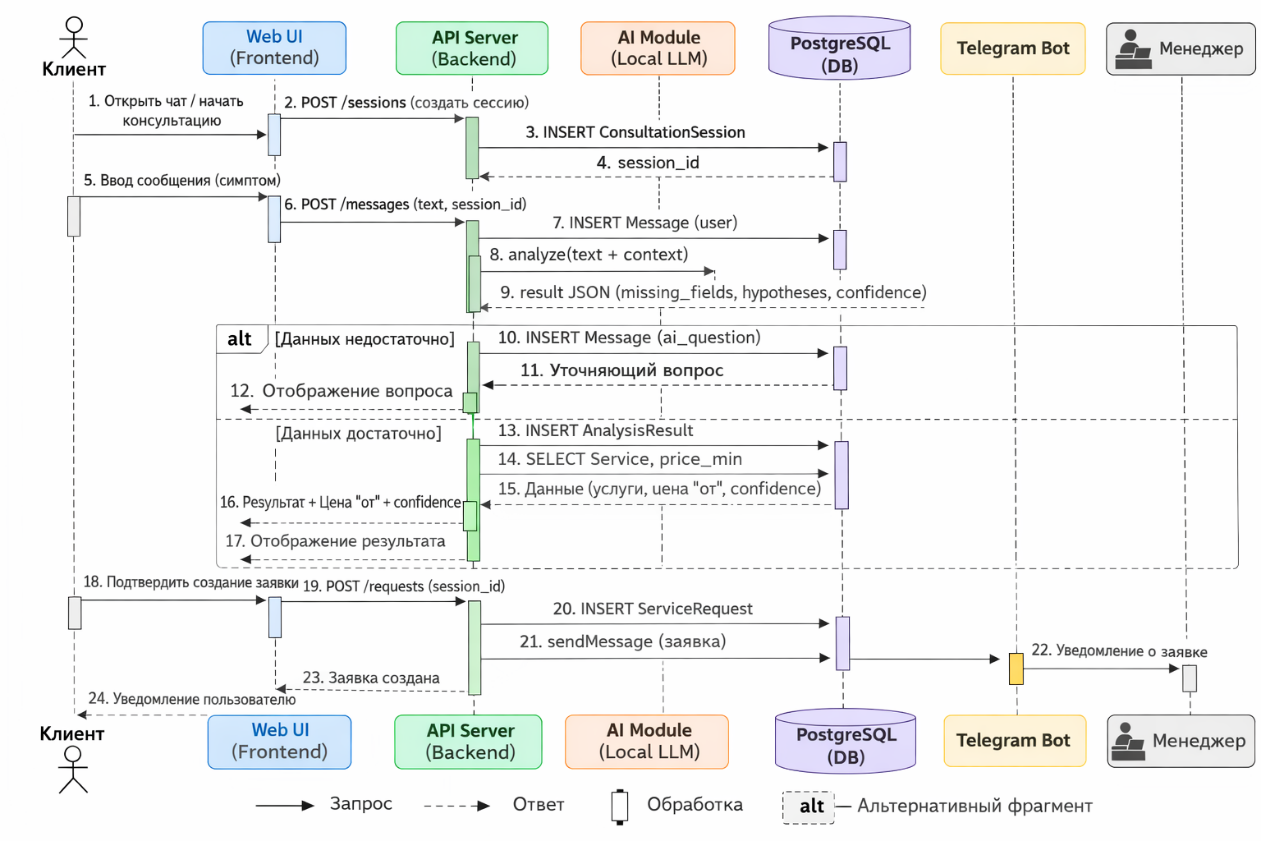 Клиент
Web UI
(Frontend)
API Server
(Backend)
AI Module
(Local LLM)
PostgreSQL
(DB)
Telegram Bot
Менеджер
1. Открыть чат / начать
консультацию
2. POST /sessions (создать сессию)
3. INSERT ConsultationSession
4. session_id
5. Ввод сообщения (симптом)
6. POST /messages (text, session_id)
7. INSERT Message (user)
8. analyze(text + context)
9. result JSON (missing_fields, hypotheses, confidence)
alt
[Данных недостаточно]
10. INSERT Message (ai_question)
11. Уточняющий вопрос
12. Отображение вопроса
[Данных достаточно]
13. INSERT AnalysisResult
14. SELECT Service, price_min
15. Данные (услуги, цена "от", confidence)
16. Результат + Цена "от" + confidence
17. Отображение результата
18. Подтвердить создание заявки
19. POST /requests (session_id)
20. INSERT ServiceRequest
21. sendMessage (заявка)
22. Уведомление о заявке
23. Заявка создана
24. Уведомление пользователю
Клиент
Web UI
(Frontend)
API Server
(Backend)
AI Module
(Local LLM)
PostgreSQL
(DB)
Telegram Bot
Менеджер
Запрос
Ответ
Обработка
alt
Альтернативный фрагмент